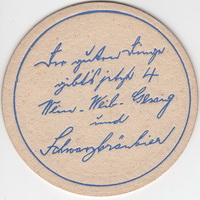 Der guten Dinge
gibt's jetzt 4
Wein - Weib - Gesang
und
Schwarzbräubier